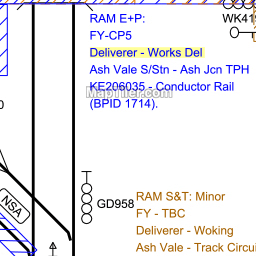 RAM E+P:
WK41
FY-CP5
Deliverer - Works Del
Ash Vale S/Stn - Ash Jcn TPH
KE206035 - Conductor Rail
MapTiler.com
(BPID 1714).
NSA
GD958
RAM S&T: Minor
FY - TBC
Deliverer - Woking
Ash Vale - Track Circui